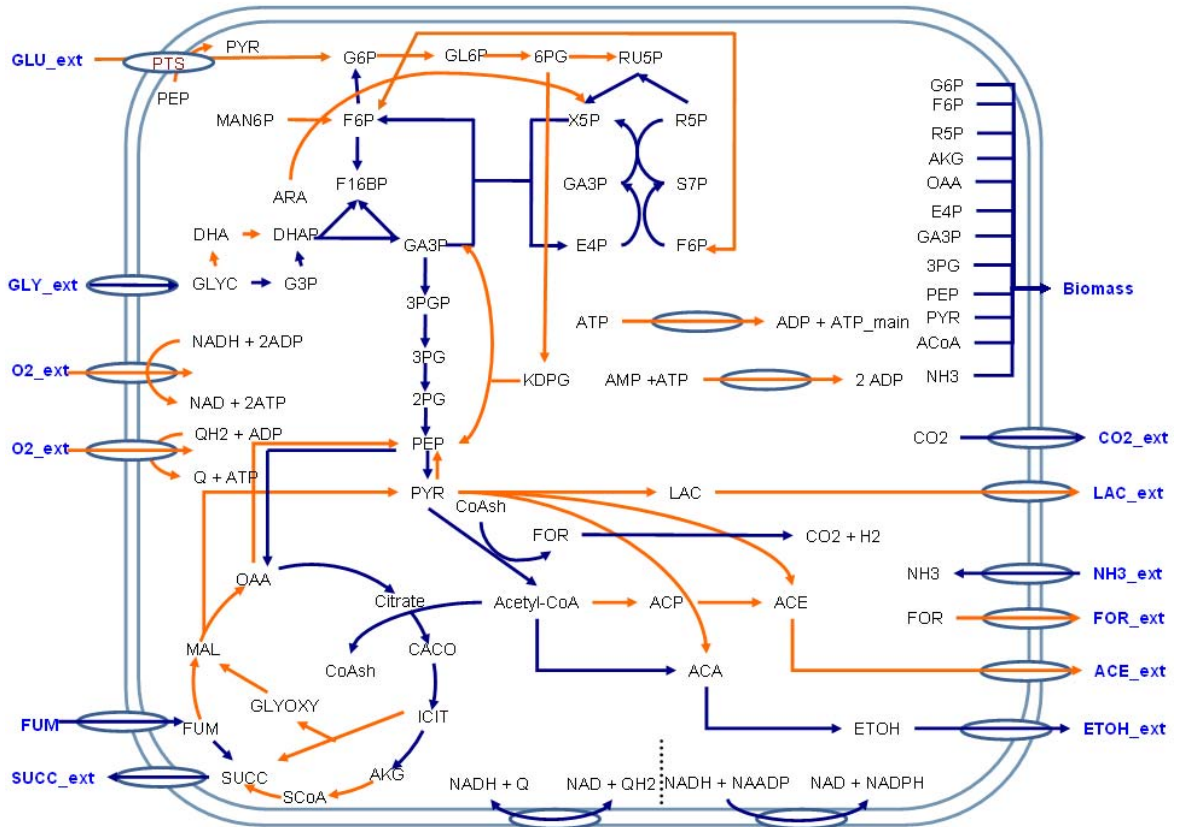 GLU_ext
PTS
PYR
PEP
G6P
GL6P
6PG
RU5P
MAN6P
F6P
X5P
R5P
ARA
F16BP
GA3P
S7P
DHA
DHAP
GA3P
E4P
F6P
GLY_ext
GLYC
G3P
3PGP
ATP
ADP + ATP_main
NADH + 2ADP
3PG
O2_ext
KDPG
AMP +ATP
2 ADP
NAD + 2ATP
2PG
QH2 + ADP
PEP
O2_ext
Q + ATP
PYR
CoAsh
LAC
FOR
CO2 + H2
OAA
Citrate
Acetyl-CoA
ACP
ACE
MAL
CoAsh
CACO
ACA
GLYOXY
ICIT
FUM
FUM
ETOH
SUCC_ext
SUCC
AKG
SCoA
NADH + Q
NAD + QH2
NADH + NAADP
NAD + NADPH
G6P
F6P
R5P
AKG
OAA
E4P
GA3P
3PG
PEP
PYR
ACoA
NH3
Biomass
CO2
CO2_ext
LAC_ext
NH3
NH3_ext
FOR
FOR_ext
ACE_ext
ETOH_ext